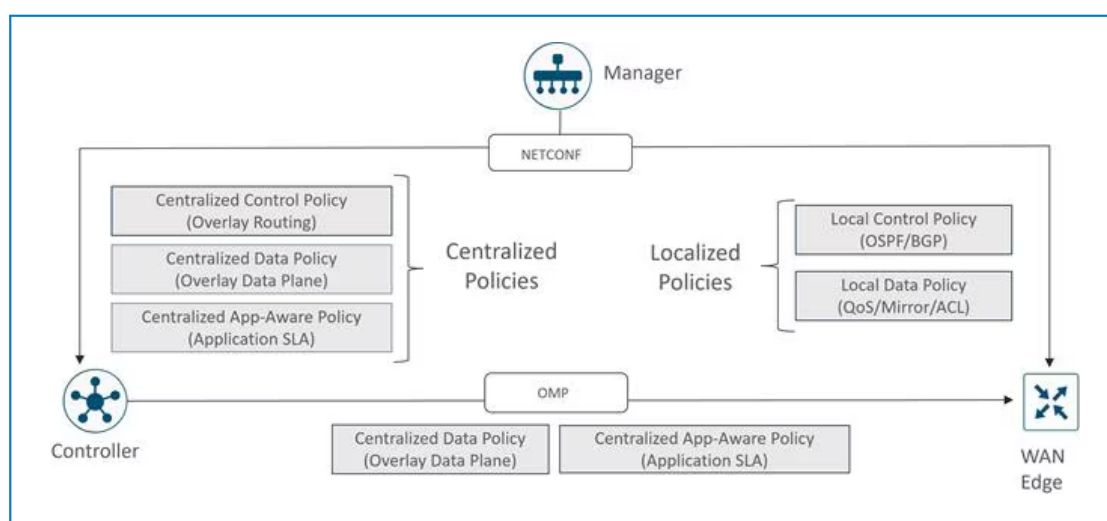 Manager
NETCONF
Centralized Control Policy
(Overlay Routing)
Centralized Data Policy
(Overlay Data Plane)
Centralized App-Aware Policy
(Application SLA)
Centralized
Policies
Localized
Policies
Local Control Policy
(OSPF/BGP)
Local Data Policy
(QoS/Mirror/ACL)
OMP
Controller
Centralized Data Policy
(Overlay Data Plane)
Centralized App-Aware Policy
(Application SLA)
WAN
Edge